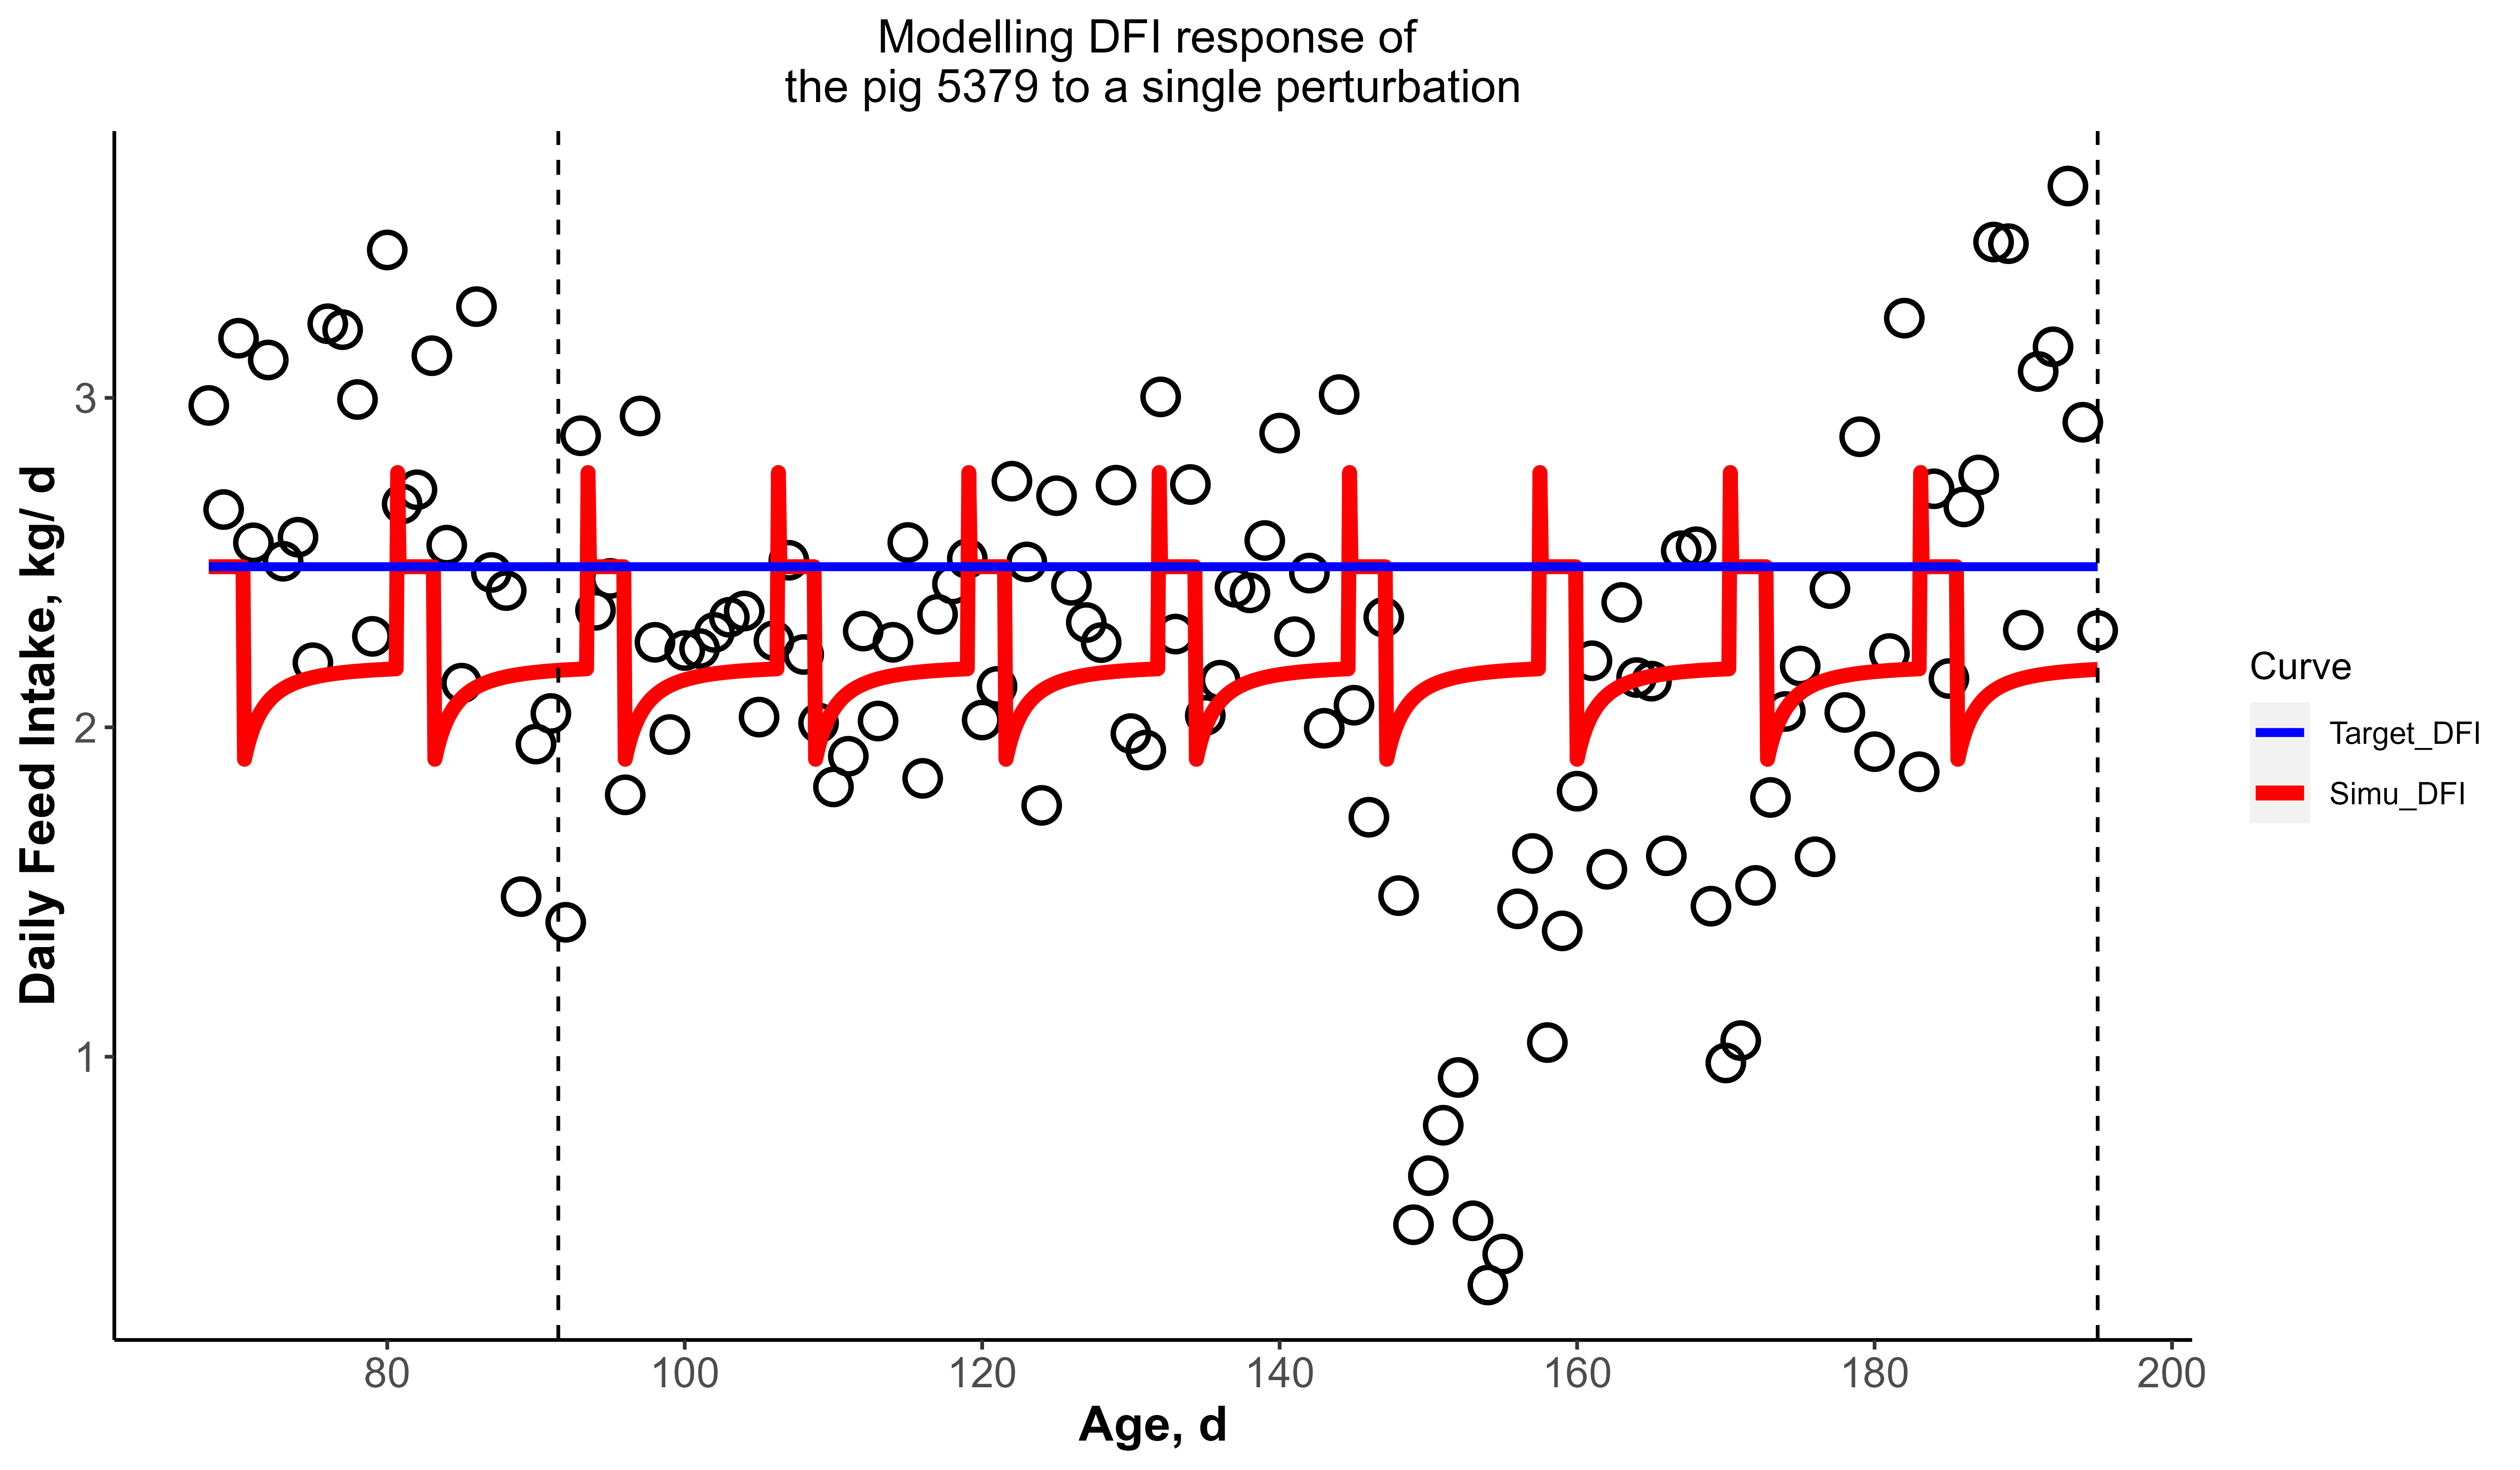 Modelling DFI response of
the pig 5379 to a single perturbation
Daily Feed Intake, kg/ d
3
2
1
80
100
120
140
160
180
200
Age, d
Curve
Target_DFI
Simu_DFI